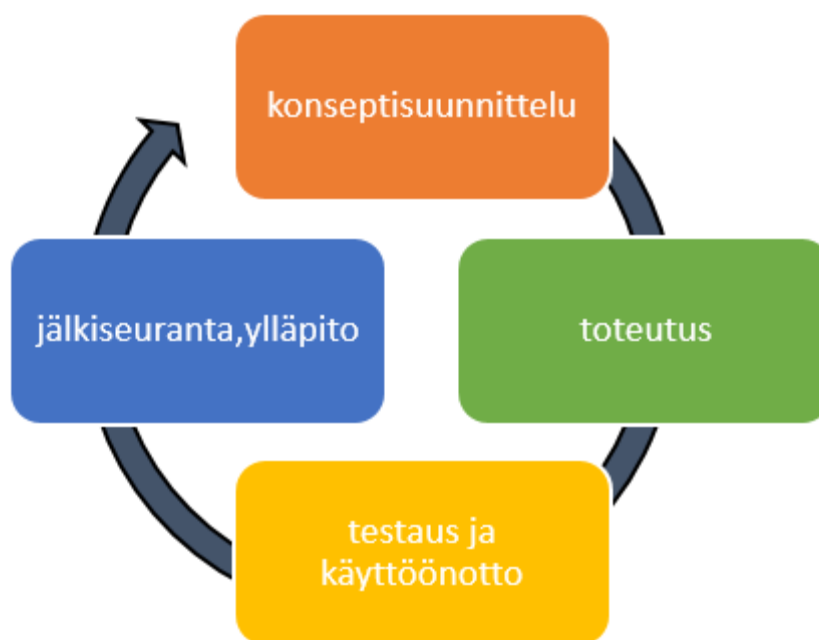 konseptisuunnittelu
toteutus
testaus ja
käyttöönotto
jälkiseuranta,ylläpito